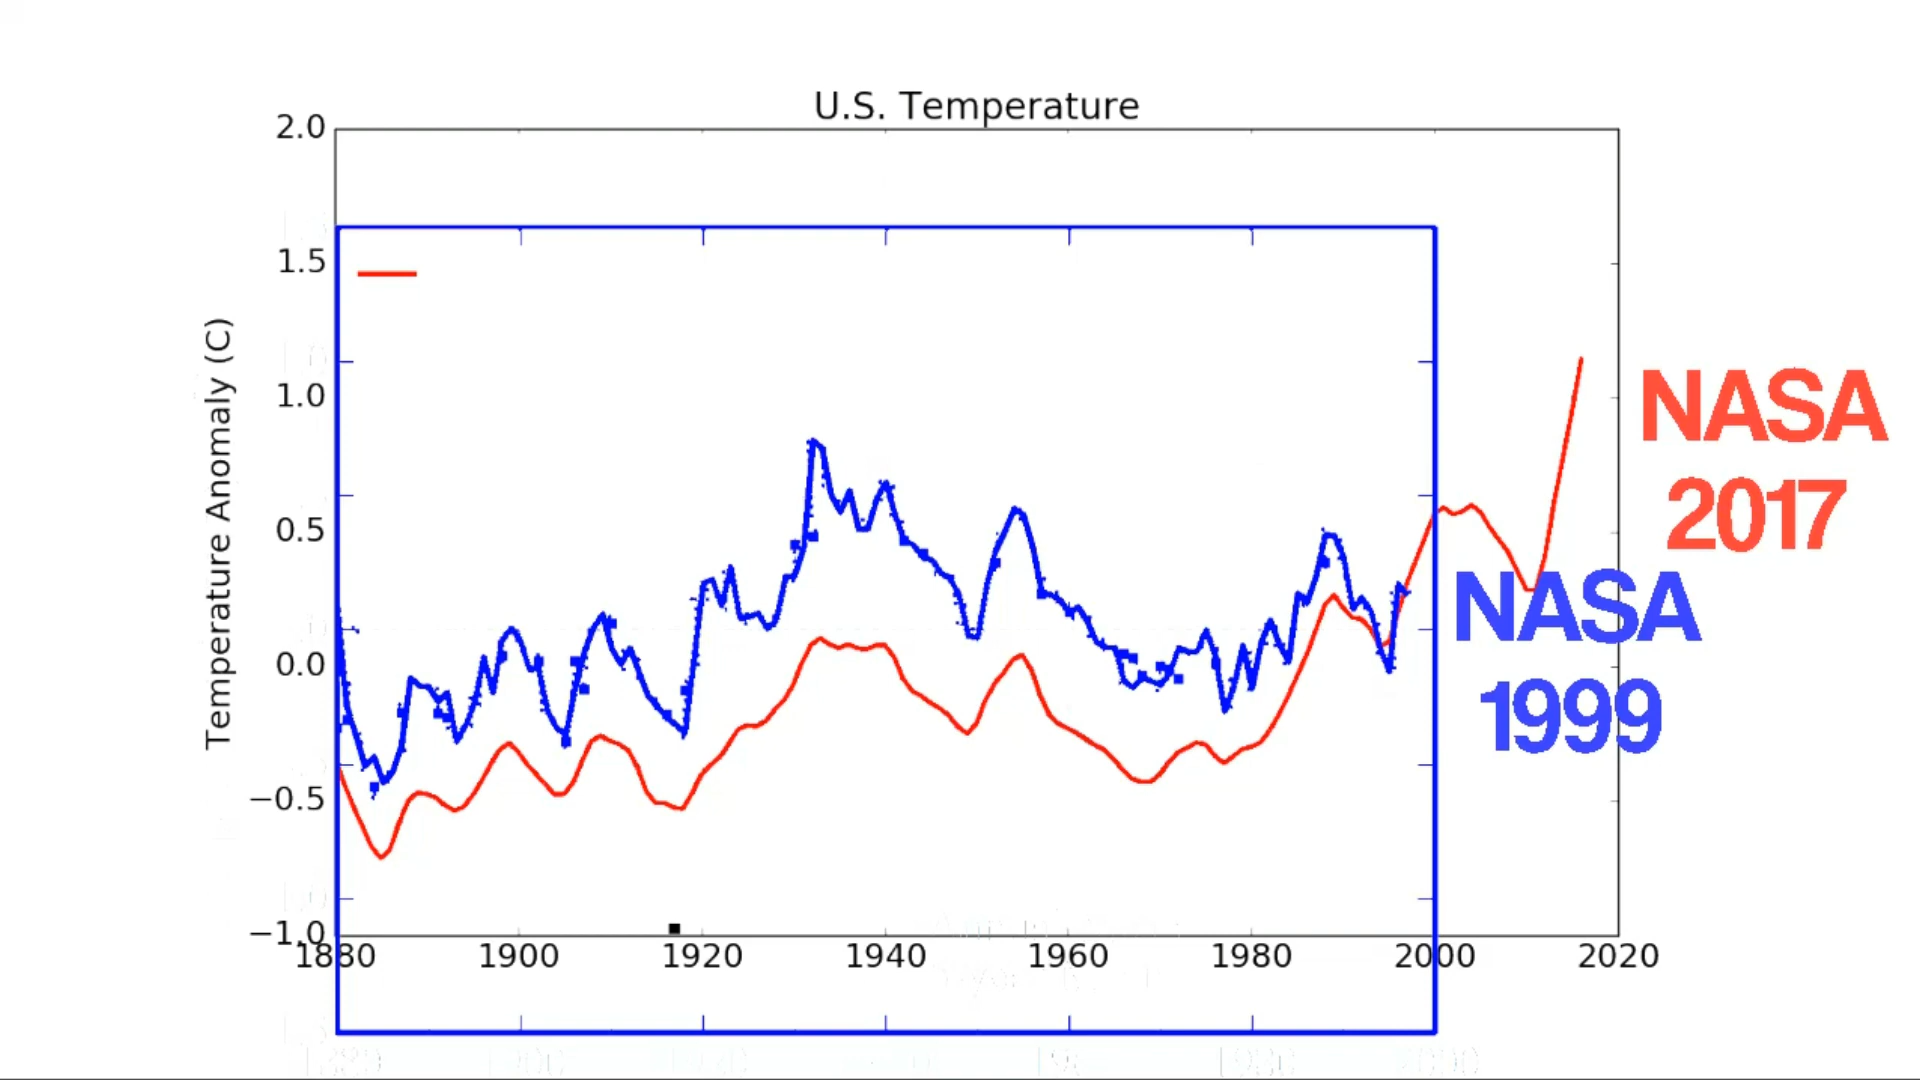 U.S. Temperature
2.0
1.5
1.0
0.5
0.0
−0.5
−1.0
Temperature Anomaly (C)
1880 1900 1920 1940 1960 1980 2000 2020
NASA
2017
NASA
1999